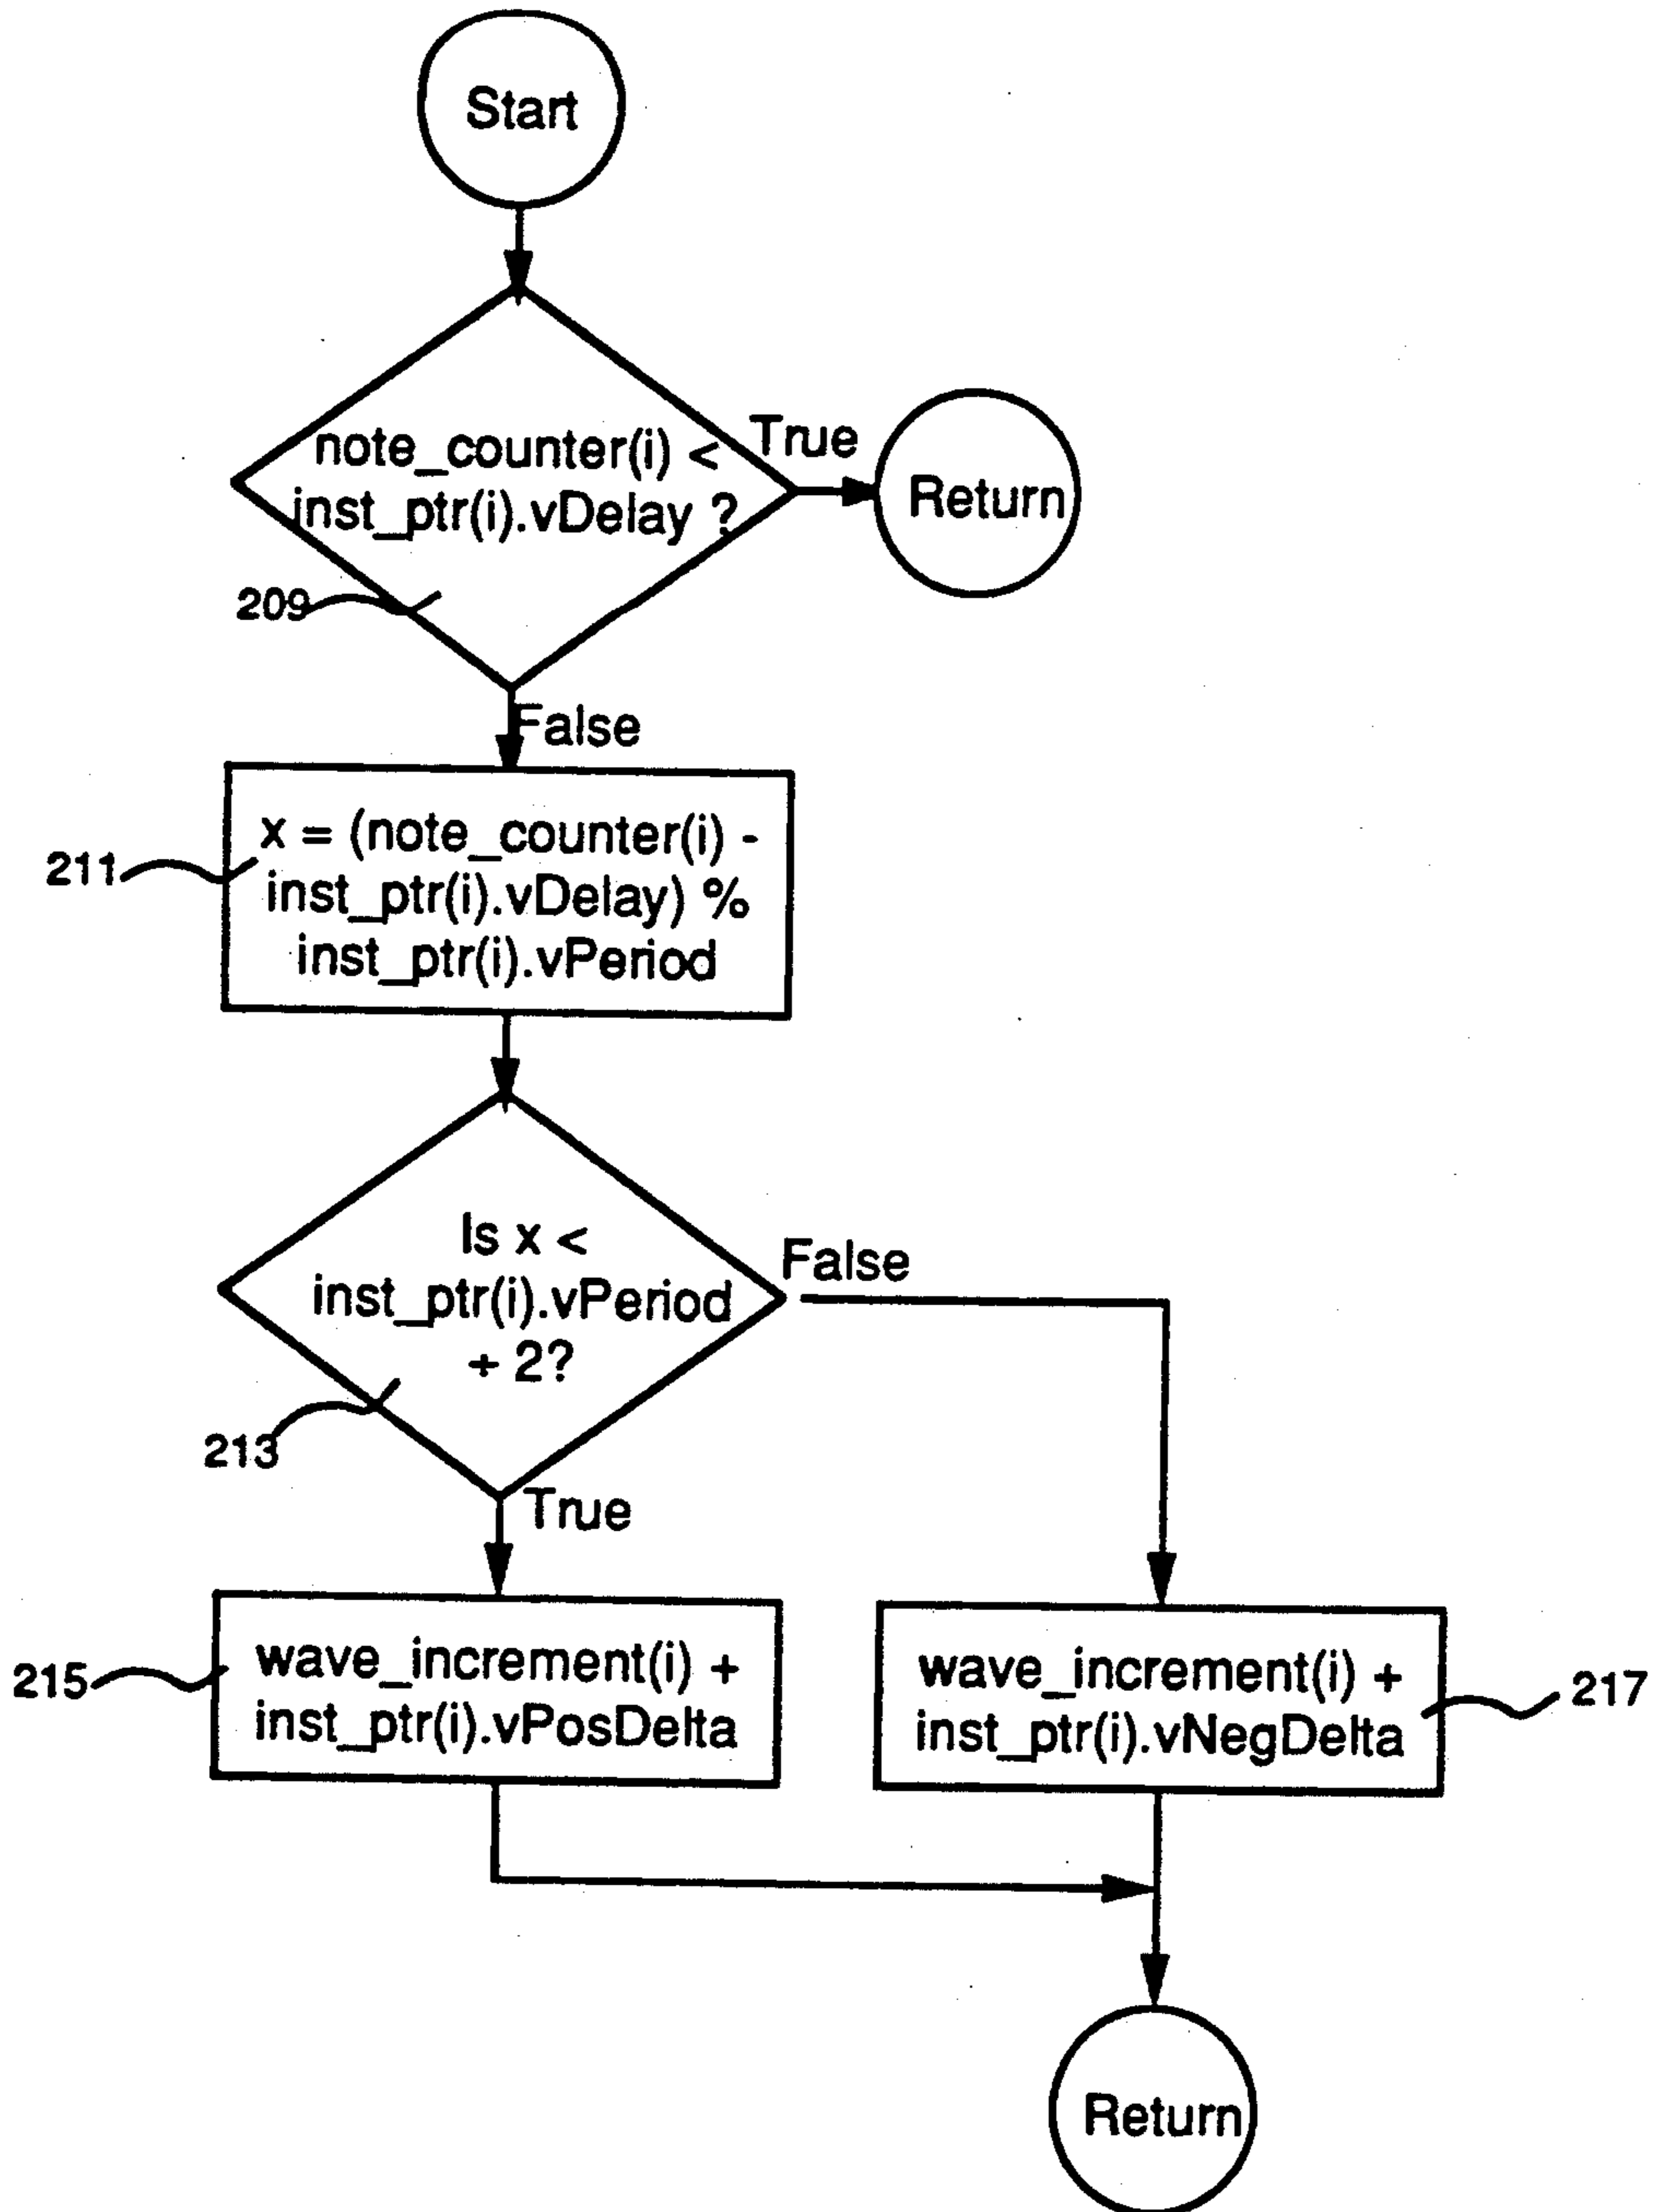 Start
note_counter(i) <
inst_ptr(i).vDelay ?
True
Return
209
False
x = (note_counter(i) -
inst_ptr(i).vDelay) %
inst_ptr(i).vPeriod
211
Is x <
inst_ptr(i).vPeriod
+ 2?
False
213
True
wave_increment(i) +
inst_ptr(i).vPosDelta
215
wave_increment(i) +
inst_ptr(i).vNegDelta
217
Return